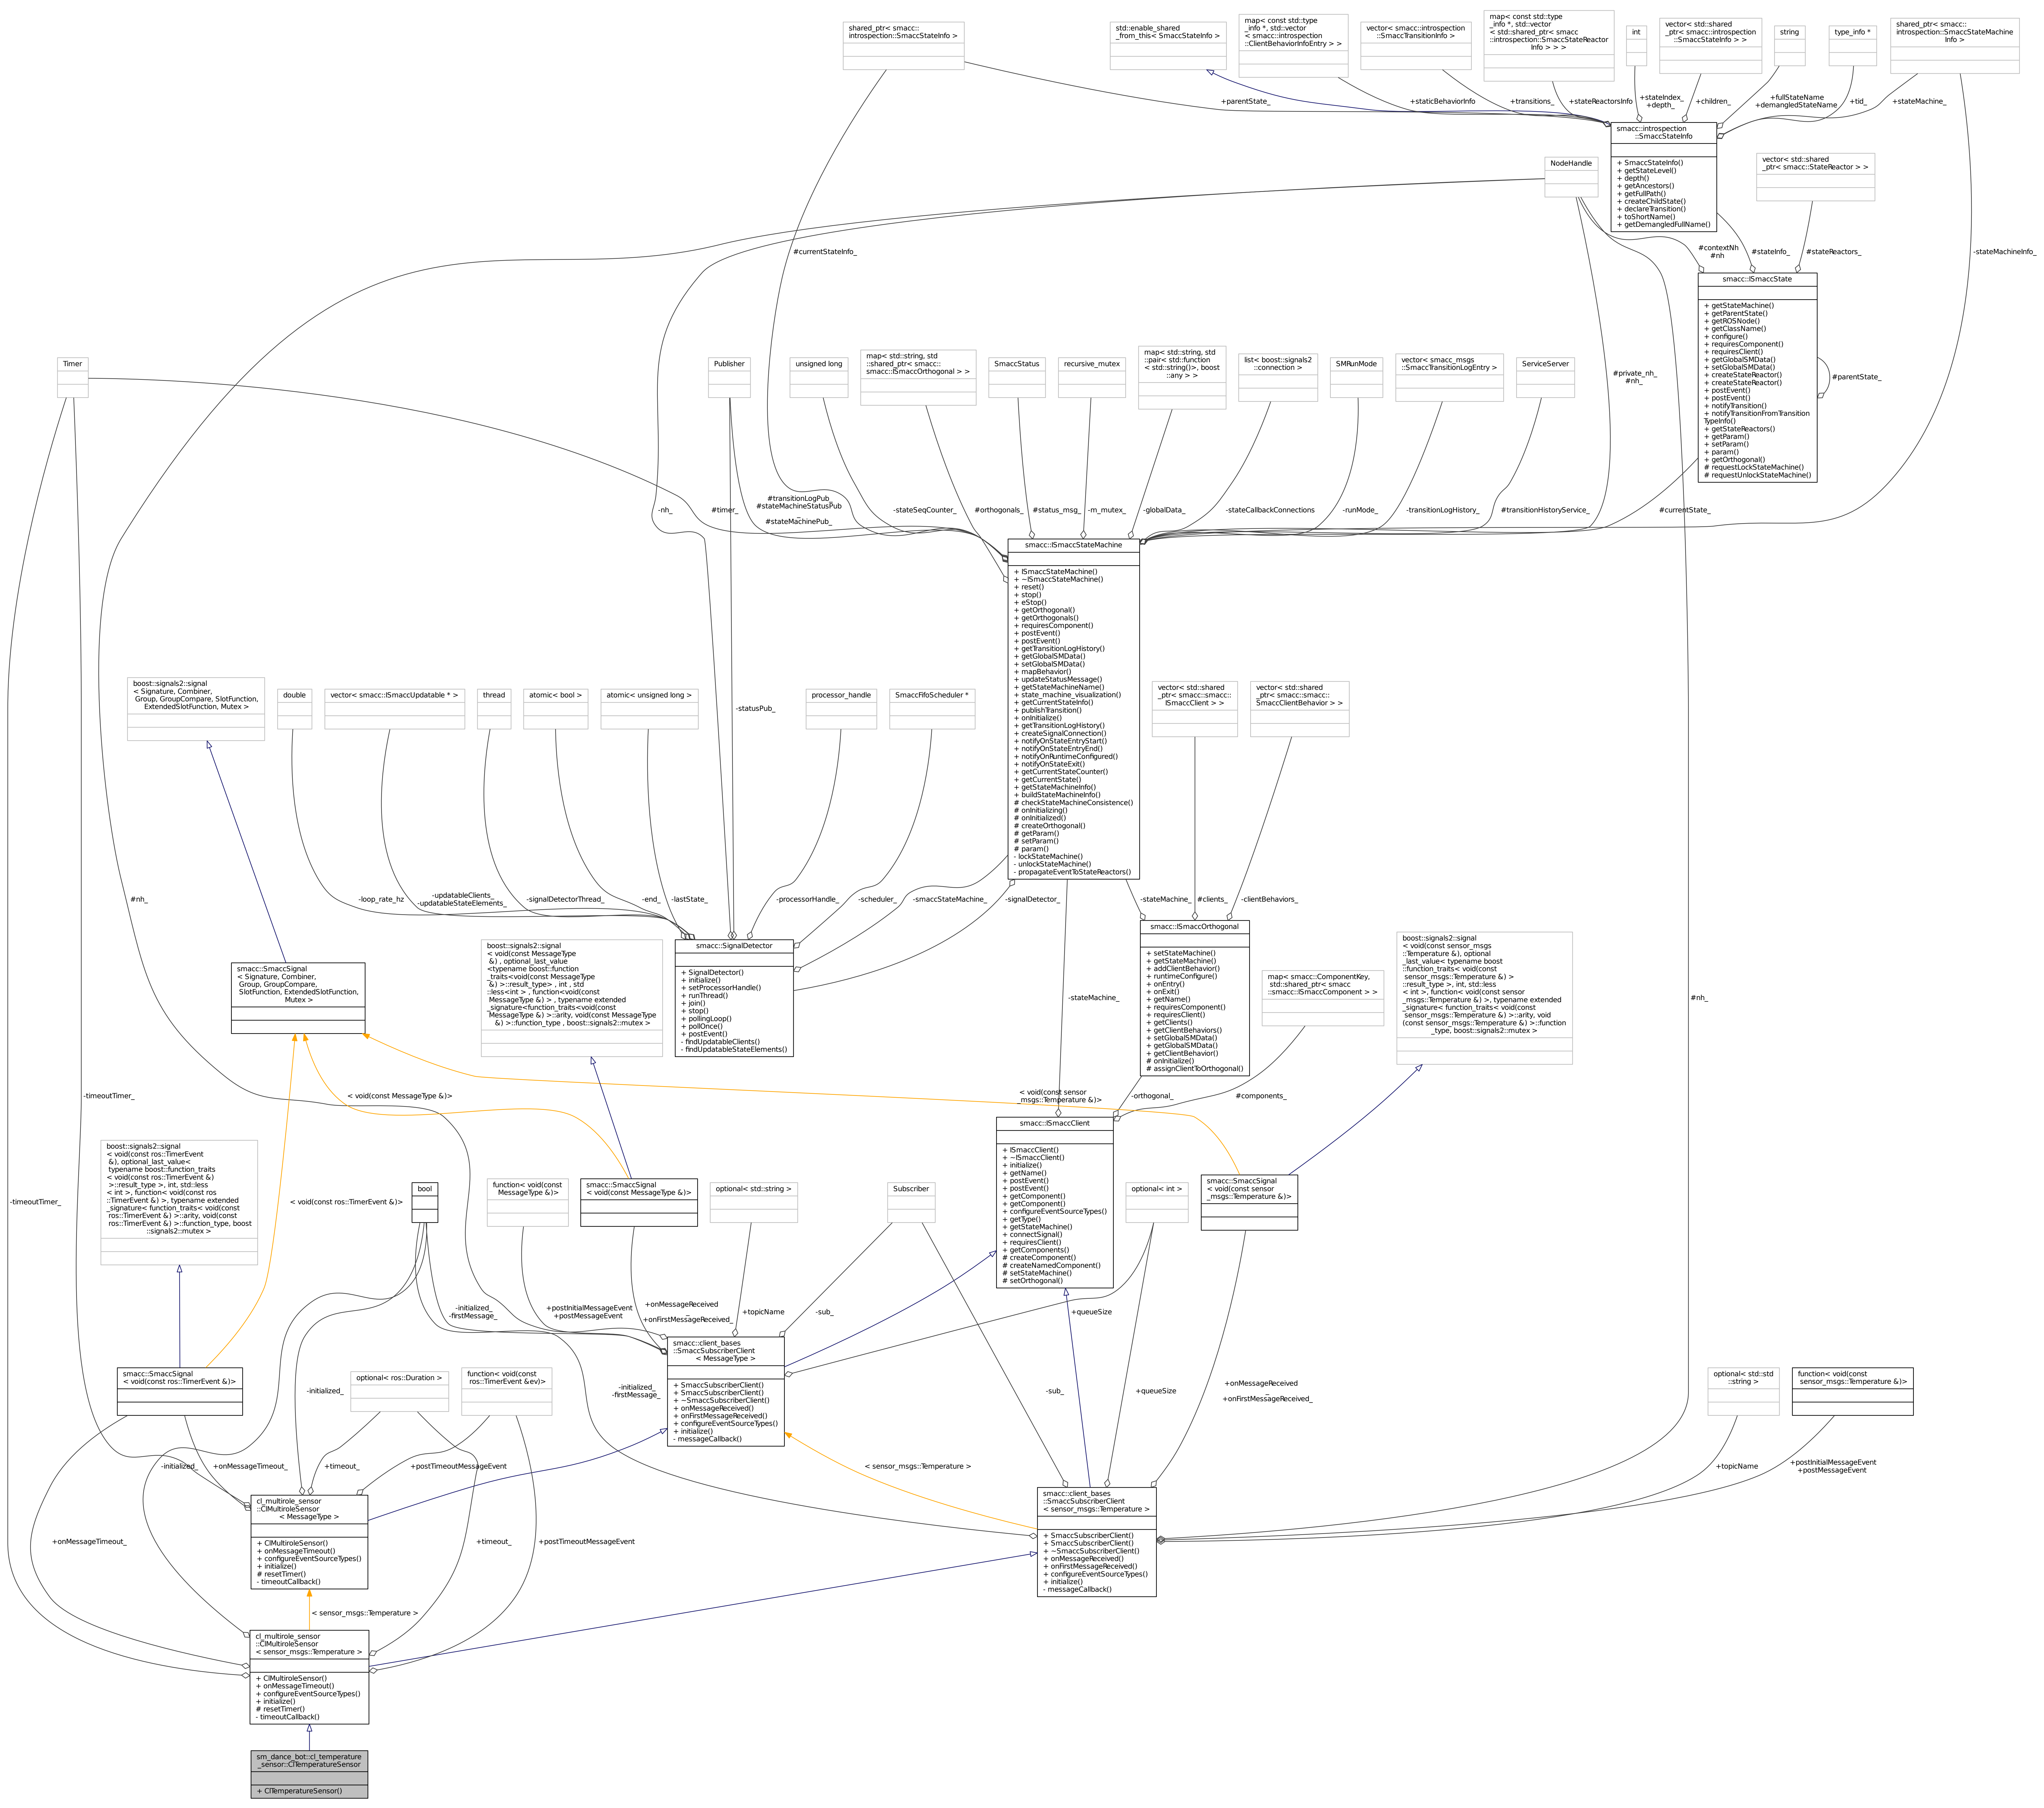 shared_ptr< smacc::
introspection::SmaccStateInfo >
std::enable_shared
_from_this< SmaccStateInfo >
map< const std::type
_info *, std::vector
< smacc::introspection
::ClientBehaviorInfoEntry > >
vector< smacc::introspection
::SmaccTransitionInfo >
map< const std::type
_info *, std::vector
< std::shared_ptr< smacc
::introspection::SmaccStateReactor
Info > > >
int
vector< std::shared
_ptr< smacc::introspection
::SmaccStateInfo > >
string
type_info *
shared_ptr< smacc::
introspection::SmaccStateMachine
Info >
+parentState_
+staticBehaviorInfo
+transitions_
+stateReactorsInfo
+stateIndex_
+depth_
+children_
+fullStateName
+demangledStateName
+tid_
+stateMachine_
smacc::introspection
::SmaccStateInfo
+ SmaccStateInfo()
+ getStateLevel()
+ depth()
+ getAncestors()
+ getFullPath()
+ createChildState()
+ declareTransition()
+ toShortName()
+ getDemangledFullName()
NodeHandle
vector< std::shared
_ptr< smacc::StateReactor > >
#currentStateInfo_
#contextNh
#nh
#stateInfo_
#stateReactors_
-stateMachineInfo_
smacc::ISmaccState
+ getStateMachine()
+ getParentState()
+ getROSNode()
+ getClassName()
+ configure()
+ requiresComponent()
+ requiresClient()
+ getGlobalSMData()
+ setGlobalSMData()
+ createStateReactor()
+ createStateReactor()
+ postEvent()
+ postEvent()
+ notifyTransition()
+ notifyTransitionFromTransition
TypeInfo()
+ getStateReactors()
+ getParam()
+ setParam()
+ param()
+ getOrthogonal()
# requestLockStateMachine()
# requestUnlockStateMachine()
#parentState_
Timer
Publisher
unsigned long
map< std::string, std
::shared_ptr< smacc::
smacc::ISmaccOrthogonal > >
SmaccStatus
recursive_mutex
map< std::string, std
::pair< std::function
< std::string()>, boost
::any > >
list< boost::signals2
::connection >
SMRunMode
vector< smacc_msgs
::SmaccTransitionLogEntry >
ServiceServer
#private_nh_
#nh_
-nh_
#timer_
#transitionLogPub_
#stateMachineStatusPub
_
#stateMachinePub_
-stateSeqCounter_
#orthogonals_
#status_msg_
-m_mutex_
-globalData_
-stateCallbackConnections
-runMode_
-transitionLogHistory_
#transitionHistoryService_
#currentState_
smacc::ISmaccStateMachine
+ ISmaccStateMachine()
+ ~ISmaccStateMachine()
+ reset()
+ stop()
+ eStop()
+ getOrthogonal()
+ getOrthogonals()
+ requiresComponent()
+ postEvent()
+ postEvent()
+ getTransitionLogHistory()
+ getGlobalSMData()
+ setGlobalSMData()
+ mapBehavior()
+ updateStatusMessage()
+ getStateMachineName()
+ state_machine_visualization()
+ getCurrentStateInfo()
+ publishTransition()
+ onInitialize()
+ getTransitionLogHistory()
+ createSignalConnection()
+ notifyOnStateEntryStart()
+ notifyOnStateEntryEnd()
+ notifyOnRuntimeConfigured()
+ notifyOnStateExit()
+ getCurrentStateCounter()
+ getCurrentState()
+ getStateMachineInfo()
+ buildStateMachineInfo()
# checkStateMachineConsistence()
# onInitializing()
# onInitialized()
# createOrthogonal()
# getParam()
# setParam()
# param()
- lockStateMachine()
- unlockStateMachine()
- propagateEventToStateReactors()
boost::signals2::signal
< Signature, Combiner,
Group, GroupCompare, SlotFunction,
ExtendedSlotFunction, Mutex >
double
vector< smacc::ISmaccUpdatable * >
thread
atomic< bool >
atomic< unsigned long >
-statusPub_
processor_handle
SmaccFifoScheduler *
vector< std::shared
_ptr< smacc::smacc::
ISmaccClient > >
vector< std::shared
_ptr< smacc::smacc::
SmaccClientBehavior > >
#nh_
-loop_rate_hz
-updatableClients_
-updatableStateElements_
-signalDetectorThread_
-end_
-lastState_
-processorHandle_
-scheduler_
-smaccStateMachine_
-signalDetector_
-stateMachine_
#clients_
-clientBehaviors_
smacc::SmaccSignal
< Signature, Combiner,
Group, GroupCompare,
SlotFunction, ExtendedSlotFunction,
Mutex >
boost::signals2::signal
< void(const MessageType
&) , optional_last_value
<typename boost::function
_traits<void(const MessageType
&) >::result_type> , int , std
::less<int > , function<void(const
MessageType &) > , typename extended
_signature<function_traits<void(const
MessageType &) >::arity, void(const MessageType
&) >::function_type , boost::signals2::mutex >
smacc::SignalDetector
+ SignalDetector()
+ initialize()
+ setProcessorHandle()
+ runThread()
+ join()
+ stop()
+ pollingLoop()
+ pollOnce()
+ postEvent()
- findUpdatableClients()
- findUpdatableStateElements()
-stateMachine_
smacc::ISmaccOrthogonal
+ setStateMachine()
+ getStateMachine()
+ addClientBehavior()
+ runtimeConfigure()
+ onEntry()
+ onExit()
+ getName()
+ requiresComponent()
+ requiresClient()
+ getClients()
+ getClientBehaviors()
+ setGlobalSMData()
+ getGlobalSMData()
+ getClientBehavior()
# onInitialize()
# assignClientToOrthogonal()
map< smacc::ComponentKey,
std::shared_ptr< smacc
::smacc::ISmaccComponent > >
boost::signals2::signal
< void(const sensor_msgs
::Temperature &), optional
_last_value< typename boost
::function_traits< void(const
sensor_msgs::Temperature &) >
::result_type >, int, std::less
< int >, function< void(const sensor
_msgs::Temperature &) >, typename extended
_signature< function_traits< void(const
sensor_msgs::Temperature &) >::arity, void
(const sensor_msgs::Temperature &) >::function
_type, boost::signals2::mutex >
#nh_
-timeoutTimer_
< void(const MessageType &)>
< void(const sensor
_msgs::Temperature &)>
-orthogonal_
#components_
boost::signals2::signal
< void(const ros::TimerEvent
&), optional_last_value<
typename boost::function_traits
< void(const ros::TimerEvent &)
>::result_type >, int, std::less
< int >, function< void(const ros
::TimerEvent &) >, typename extended
_signature< function_traits< void(const
ros::TimerEvent &) >::arity, void(const
ros::TimerEvent &) >::function_type, boost
::signals2::mutex >
-timeoutTimer_
< void(const ros::TimerEvent &)>
bool
function< void(const
MessageType &)>
smacc::SmaccSignal
< void(const MessageType &)>
optional< std::string >
Subscriber
smacc::ISmaccClient
+ ISmaccClient()
+ ~ISmaccClient()
+ initialize()
+ getName()
+ postEvent()
+ postEvent()
+ getComponent()
+ getComponent()
+ configureEventSourceTypes()
+ getType()
+ getStateMachine()
+ connectSignal()
+ requiresClient()
+ getComponents()
# createComponent()
# createNamedComponent()
# setStateMachine()
# setOrthogonal()
optional< int >
smacc::SmaccSignal
< void(const sensor
_msgs::Temperature &)>
-initialized_
-firstMessage_
+postInitialMessageEvent
+postMessageEvent
+onMessageReceived
_
+onFirstMessageReceived_
+topicName
-sub_
+queueSize
smacc::client_bases
::SmaccSubscriberClient
< MessageType >
+ SmaccSubscriberClient()
+ SmaccSubscriberClient()
+ ~SmaccSubscriberClient()
+ onMessageReceived()
+ onFirstMessageReceived()
+ configureEventSourceTypes()
+ initialize()
- messageCallback()
smacc::SmaccSignal
< void(const ros::TimerEvent &)>
-initialized_
optional< ros::Duration >
function< void(const
ros::TimerEvent &ev)>
-initialized_
-firstMessage_
-sub_
+queueSize
+onMessageReceived
_
+onFirstMessageReceived_
optional< std::std
::string >
function< void(const
sensor_msgs::Temperature &)>
-initialized_
+onMessageTimeout_
+timeout_
+postTimeoutMessageEvent
< sensor_msgs::Temperature >
+topicName
+postInitialMessageEvent
+postMessageEvent
cl_multirole_sensor
::ClMultiroleSensor
< MessageType >
+ ClMultiroleSensor()
+ onMessageTimeout()
+ configureEventSourceTypes()
+ initialize()
# resetTimer()
- timeoutCallback()
smacc::client_bases
::SmaccSubscriberClient
< sensor_msgs::Temperature >
+ SmaccSubscriberClient()
+ SmaccSubscriberClient()
+ ~SmaccSubscriberClient()
+ onMessageReceived()
+ onFirstMessageReceived()
+ configureEventSourceTypes()
+ initialize()
- messageCallback()
+onMessageTimeout_
+timeout_
+postTimeoutMessageEvent
< sensor_msgs::Temperature >
cl_multirole_sensor
::ClMultiroleSensor
< sensor_msgs::Temperature >
+ ClMultiroleSensor()
+ onMessageTimeout()
+ configureEventSourceTypes()
+ initialize()
# resetTimer()
- timeoutCallback()
sm_dance_bot::cl_temperature
_sensor::ClTemperatureSensor
+ ClTemperatureSensor()